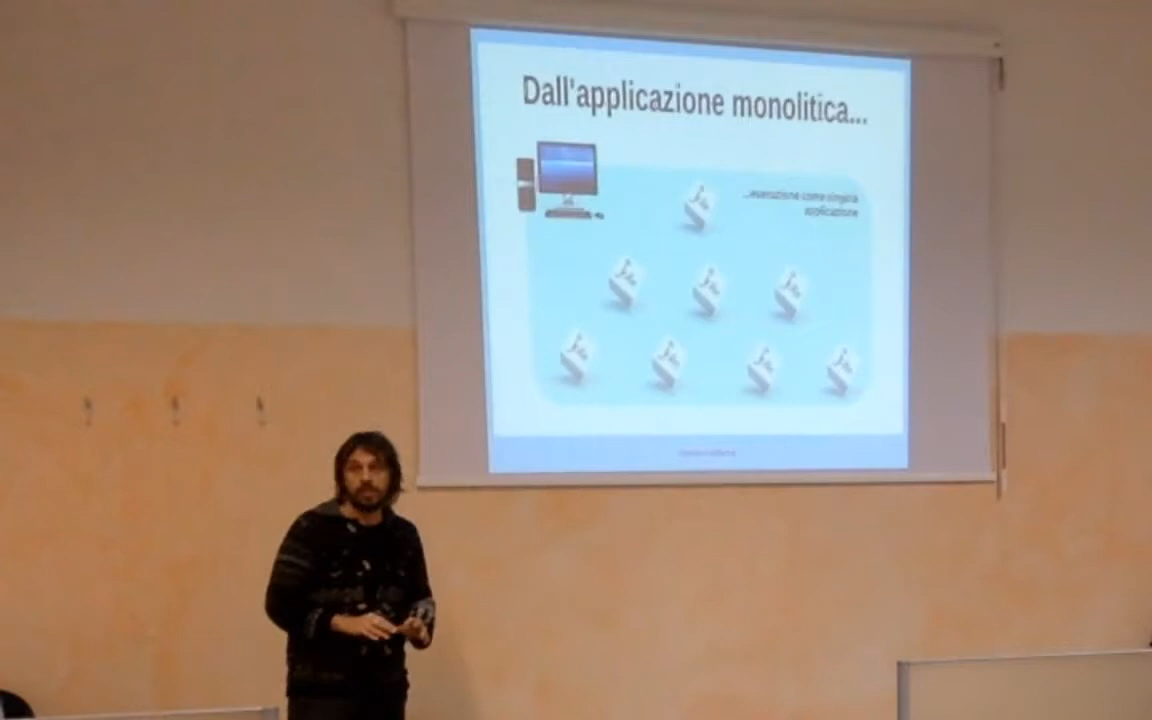 Dall'applicazione monolitica...
...esecuzione come singola
applicazione